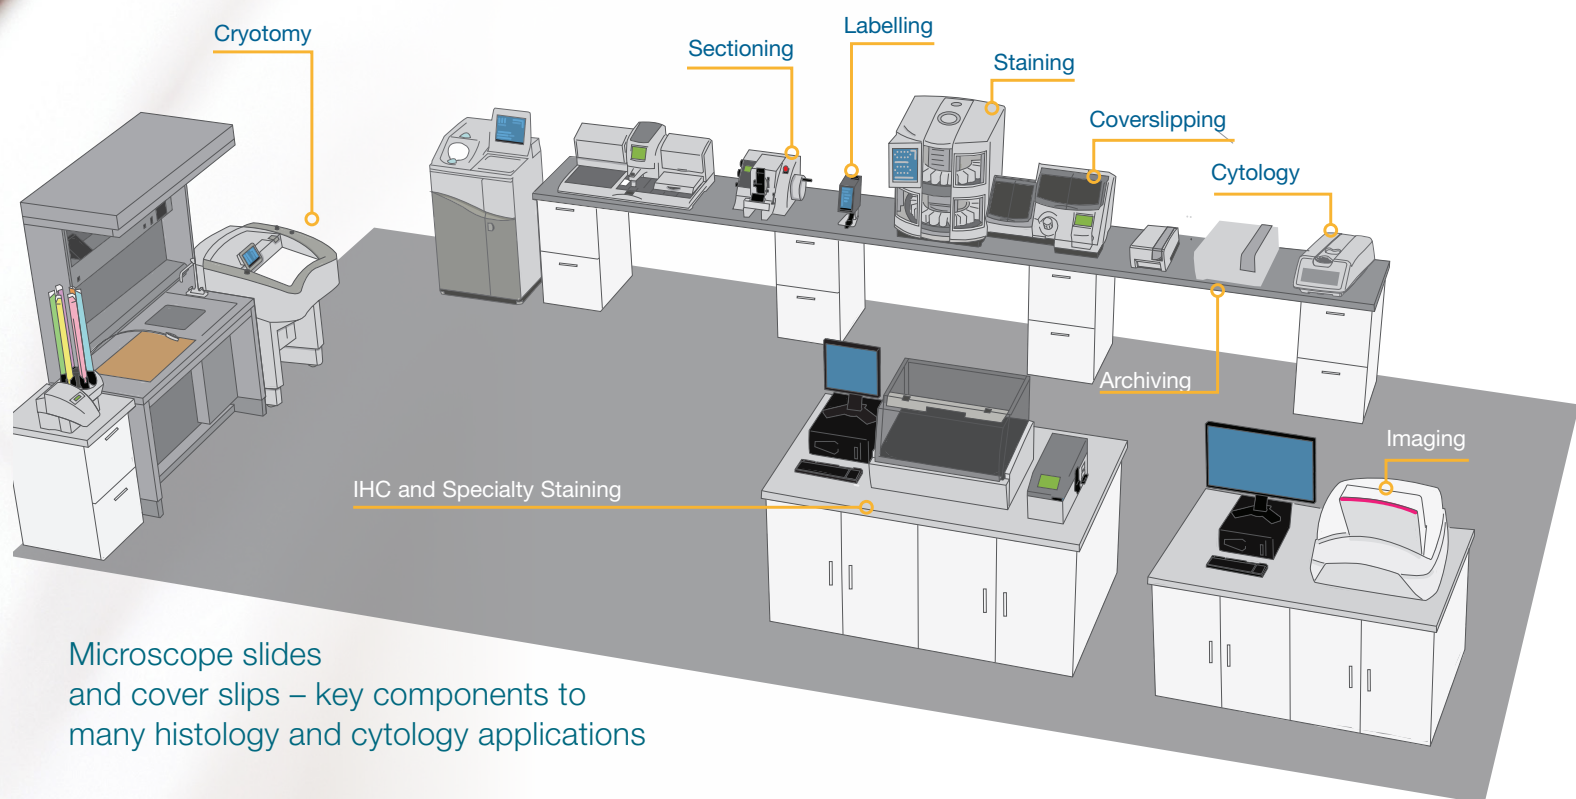 Cryotomy
Sectioning
Labelling
Staining
Coverslipping
Cytology
Archiving
Imaging
IHC and Specialty Staining
Microscope slides
and cover slips – key components to
many histology and cytology applications